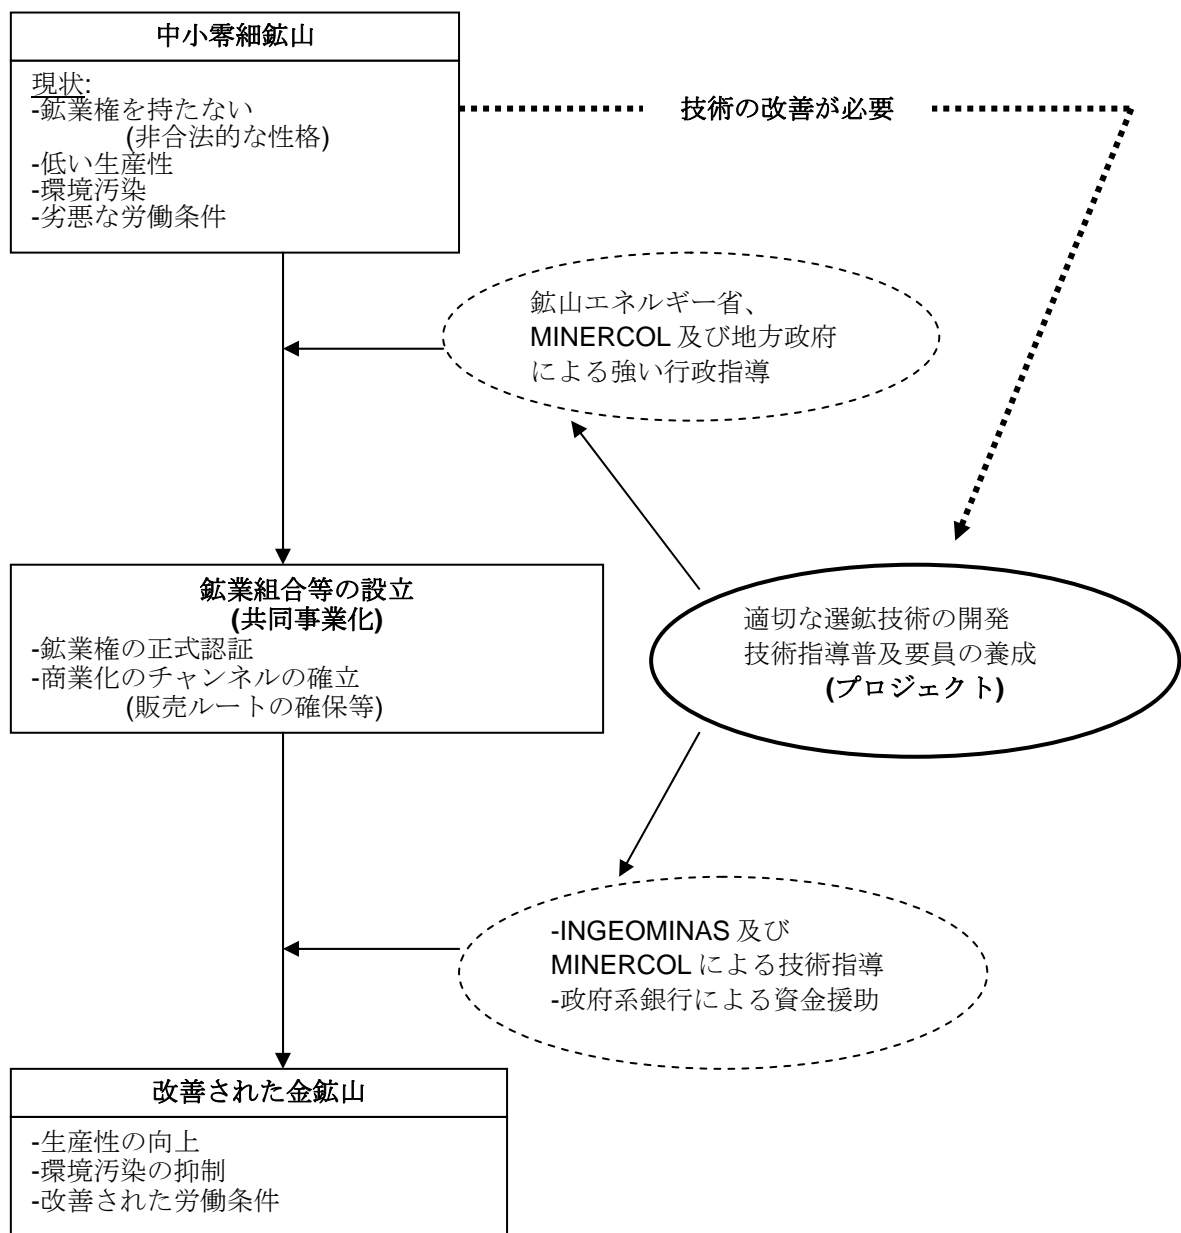 中小零細鉱山
現状:
-鉱業権を持たない
(非合法的な性格)
-低い生産性
-環境汚染
-劣悪な労働条件
技術の改善が必要
鉱山エネルギー省、
MINERCOL 及び地方政府
による強い行政指導
鉱業組合等の設立
(共同事業化)
-鉱業権の正式認証
-商業化のチャンネルの確立
(販売ルートの確保等)
適切な選鉱技術の開発
技術指導普及要員の養成
(プロジェクト)
-INGEOMINAS 及び
MINERCOL による技術指導
-政府系銀行による資金援助
改善された金鉱山
-生産性の向上
-環境汚染の抑制
-改善された労働条件